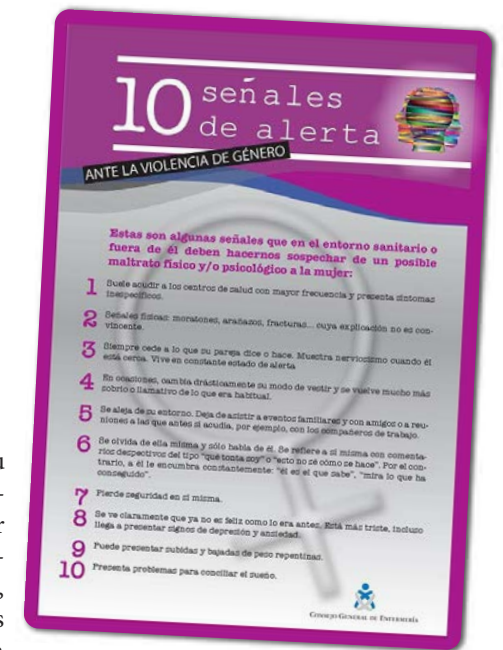 10 señales
de alerta
ANTE LA VIOLENCIA DE GÉNERO
Estas son algunas señales que en el entorno sanitario o
fuera de él deben hacernos sospechar de un posible
maltrato físico y/o psicológico a la mujer:
1 Suele acudir a los centros de salud con mayor frecuencia y presenta síntomas
inespecíficos.
2 Señales físicas: moratones, arañazos, fracturas... cuya explicación no es con-
vincente.
3 Siempre cede a lo que su pareja dice o hace. Muestra nerviosismo cuando él
está cerca. Vive en constante estado de alerta
4 En ocasiones, cambia drásticamente su modo de vestir y se vuelve mucho más
sobrio o llamativo de lo que era habitual.
5 Se aleja de su entorno. Deja de asistir a eventos familiares y con amigos o a reu-
niones a las que antes sí acudía, por ejemplo, con los compañeros de trabajo.
6 Se olvida de ella misma y sólo habla de él. Se refiere a sí misma con comenta-
rios despectivos del tipo "qué tonta soy" o "esto no sé cómo se hace". Por el con-
trario, a él le encumbra constantemente: "él es el que sabe", "mira lo que ha
conseguido".
7 Pierde seguridad en sí misma.
8 Se ve claramente que ya no es feliz como lo era antes. Está más triste, incluso
llega a presentar signos de depresión y ansiedad.
9 Puede presentar subidas y bajadas de peso repentinas.
10 Presenta problemas para conciliar el sueño.
CONSEJO GENERAL DE ENFERMERÍA